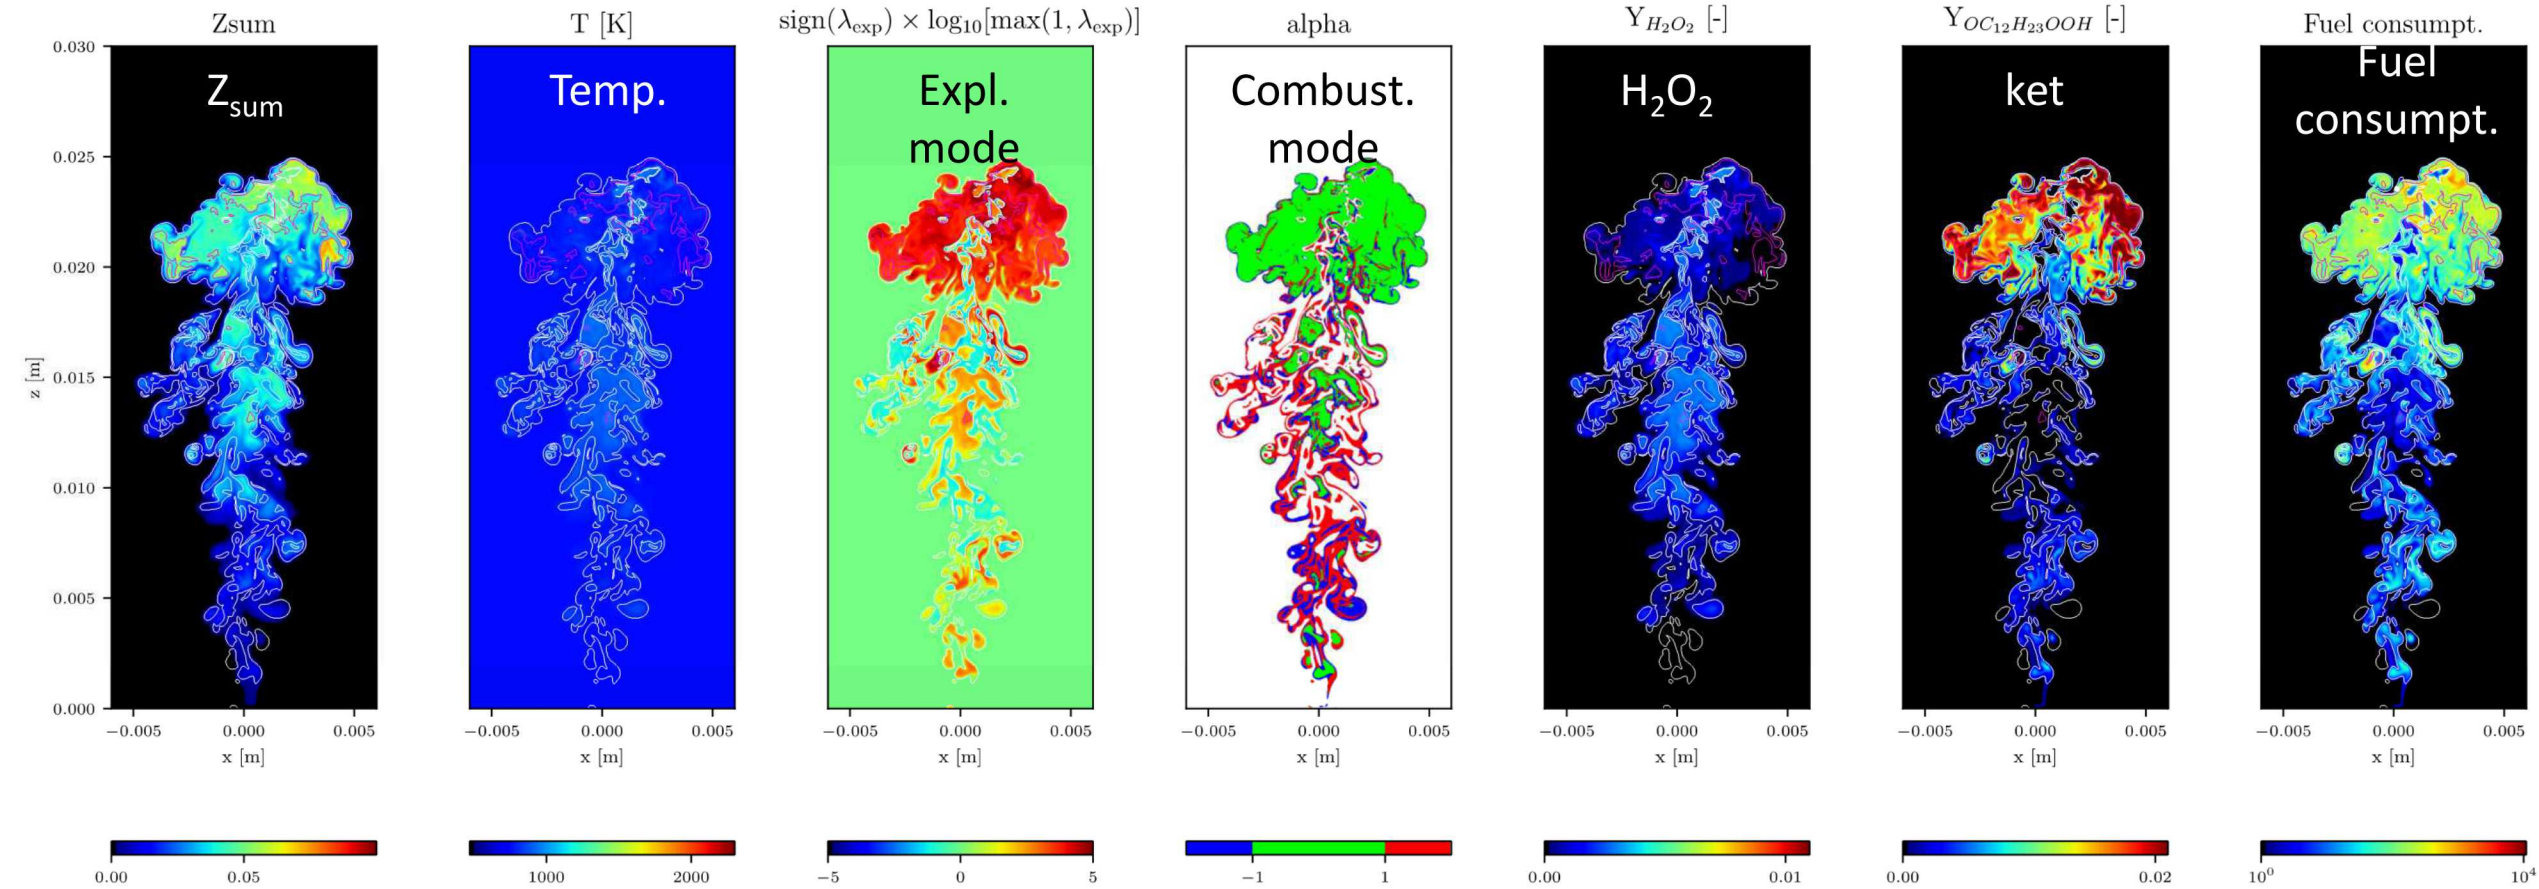 Zsum
T [K]
sign(λexp) × log10[max(1, λexp)]
alpha
YH2O2 [-]
YOC12H23OOH [-]
Fuel consumpt.
Zsum
Temp.
Expl.
mode
Combust.
mode
H2O2
ket
Fuel
consumpt.
0.030
0.025
0.020
0.015
0.010
0.005
0.000
z [m]
−0.005 0.000 0.005
x [m]
−0.005 0.000 0.005
x [m]
−0.005 0.000 0.005
x [m]
−0.005 0.000 0.005
x [m]
−0.005 0.000 0.005
x [m]
−0.005 0.000 0.005
x [m]
−0.005 0.000 0.005
x [m]
0.00 0.05
1000 2000
−5 0 5
−1 1
0.00 0.01
0.00 0.02
10⁰ 10⁴